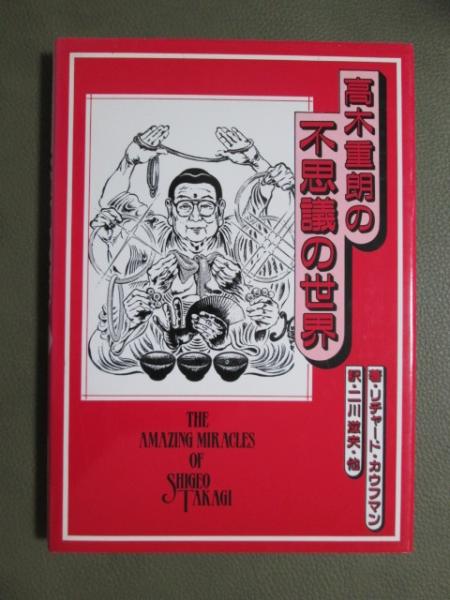 高木重朗の
不思議の世界
著・リチャード・カウフマン
訳・二川滋夫・他
THE
AMAZING MIRACLES
OF
SHIGEO
TAKAGI